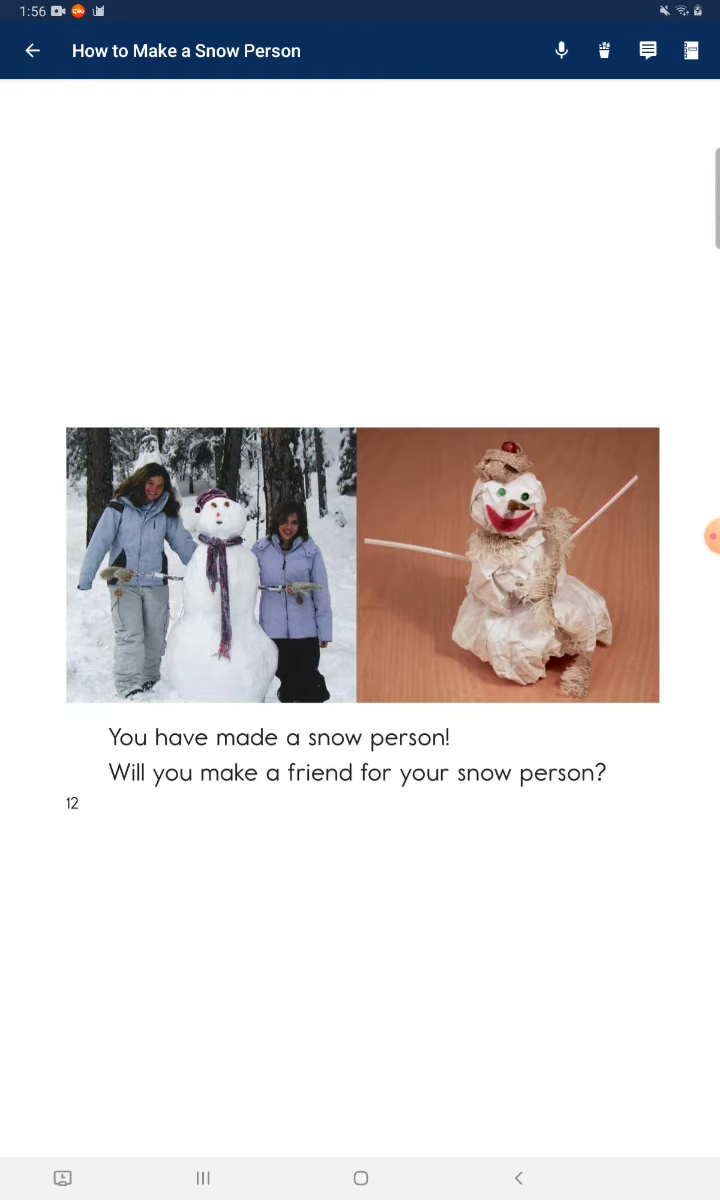 1:56
How to Make a Snow Person
You have made a snow person!
Will you make a friend for your snow person?
12